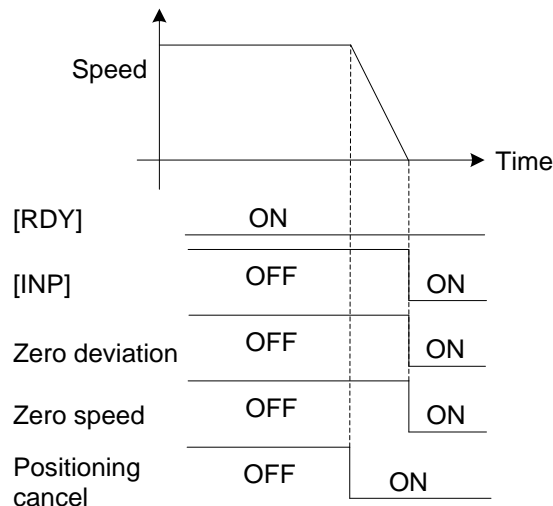 Speed
Time
[RDY] ON
[INP] OFF ON
Zero deviation OFF ON
Zero speed OFF ON
Positioning
cancel OFF ON